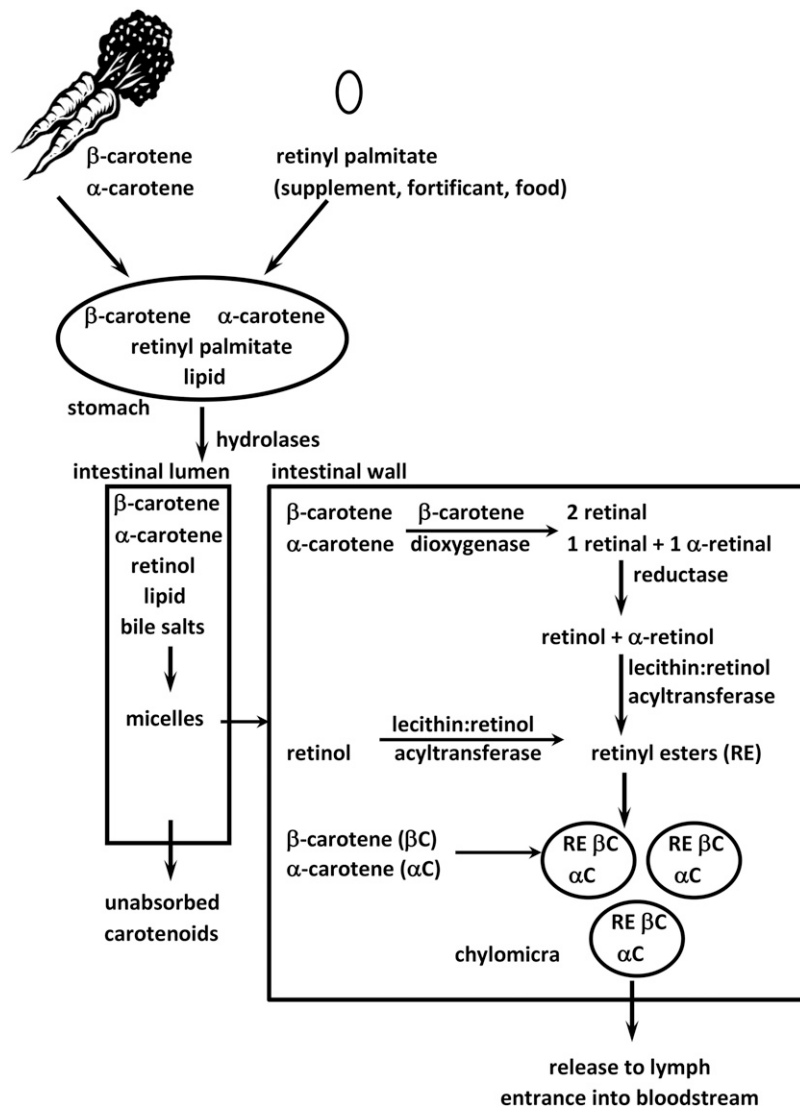 β-carotene
α-carotene
retinyl palmitate
(supplement, fortificant, food)
β-carotene α-carotene
retinyl palmitate
lipid
stomach
hydrolases
intestinal lumen
β-carotene
α-carotene
retinol
lipid
bile salts
micelles
unabsorbed
carotenoids
intestinal wall
β-carotene
α-carotene
β-carotene
dioxygenase
2 retinal
1 retinal + 1 α-retinal
reductase
retinol + α-retinol
lecithin:retinol
acyltransferase
retinol
lecithin:retinol
acyltransferase
retinyl esters (RE)
β-carotene (βC)
α-carotene (αC)
RE βC
αC
RE βC
αC
RE βC
αC
chylomicra
release to lymph
entrance into bloodstream